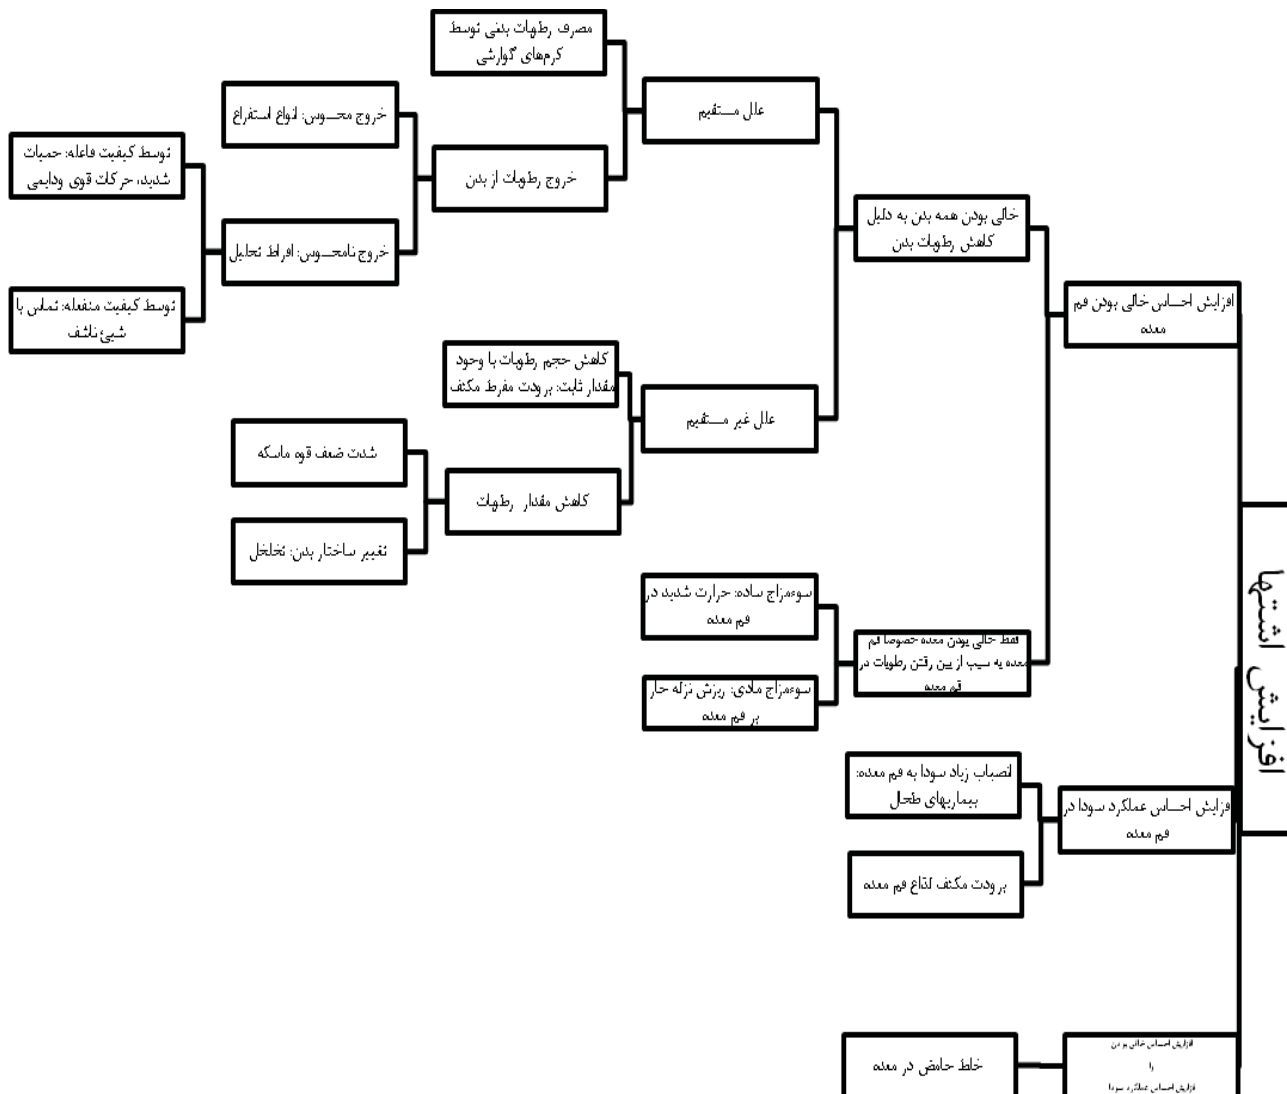 افزایش اشتها
افزایش احساس خالی بودن فم
معده
خالی بودن همه بدن به دلیل
کاهش رطوبات بدن
علل مستقیم
مصرف رطوبات بدنی توسط
کرم‌های گوارشی
خروج رطوبات از بدن
خروج محسوس: انواع استفراغ
خروج نامحسوس: افراط تحلیل
توسط کیفیت فاعله: حمیات
شدید، حرکات قوی ودایمی
توسط کیفیت منفعله: تماس با
شیئ ناشف
علل غیر مستقیم
کاهش حجم رطوبات با وجود
مقدار ثابت: برودت مفرط مکثف
کاهش مقدار رطوبات
شدت ضعف قوه ماسکه
تغییر ساختار بدن: تخلخل
فقط خالی بودن معده خصوصا فم
معده به سبب از بین رفتن رطوبات در
فم معده
سوءمزاج ساده: حرارت شدید در
فم معده
سوءمزاج مادی: ریزش نزله حار
بر فم معده
فزایش احساس عملکرد سودا در
فم معده
انصباب زیاد سودا به فم معده:
بیماریهای طحال
برودت مکثف لذاع فم معده
افزایش احساس خالی بودن
یا
افزایش احساس عملکرد سودا
خلط حامض در معده